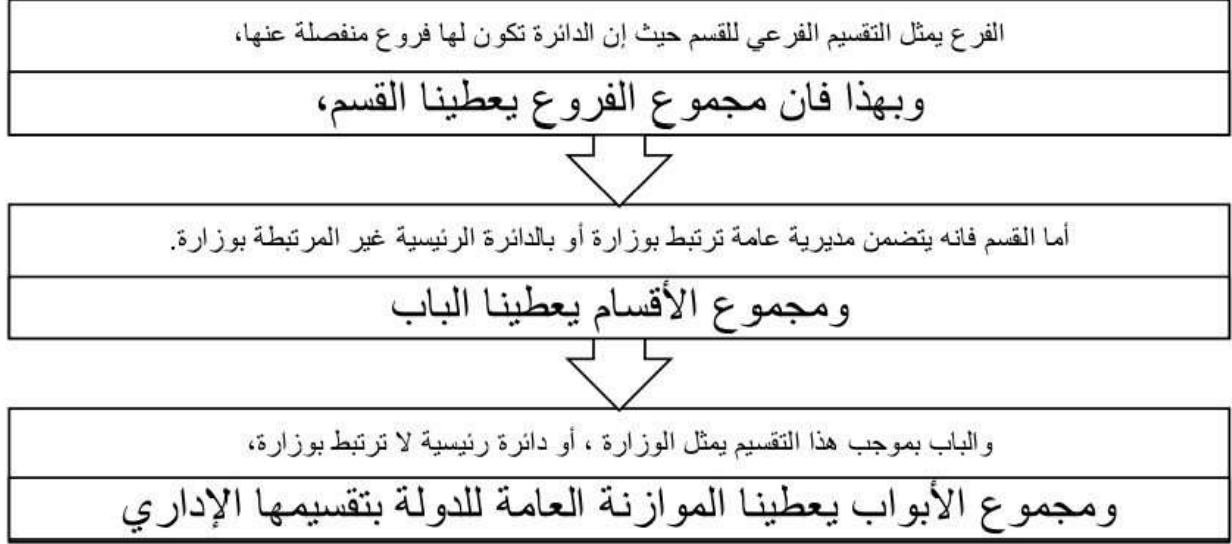 الفرع يمثل التقسيم الفرعي للقسم حيث إن الدائرة تكون لها فروع منفصلة عنها،
وبهذا فان مجموع الفروع يعطينا القسم،
أما القسم فانه يتضمن مديرية عامة ترتبط بوزارة أو بالدائرة الرئيسية غير المرتبطة بوزارة.
ومجموع الأقسام يعطينا الباب
والباب بموجب هذا التقسيم يمثل الوزارة ، أو دائرة رئيسية لا ترتبط بوزارة،
ومجموع الأبواب يعطينا الموازنة العامة للدولة بتقسيمها الإداري